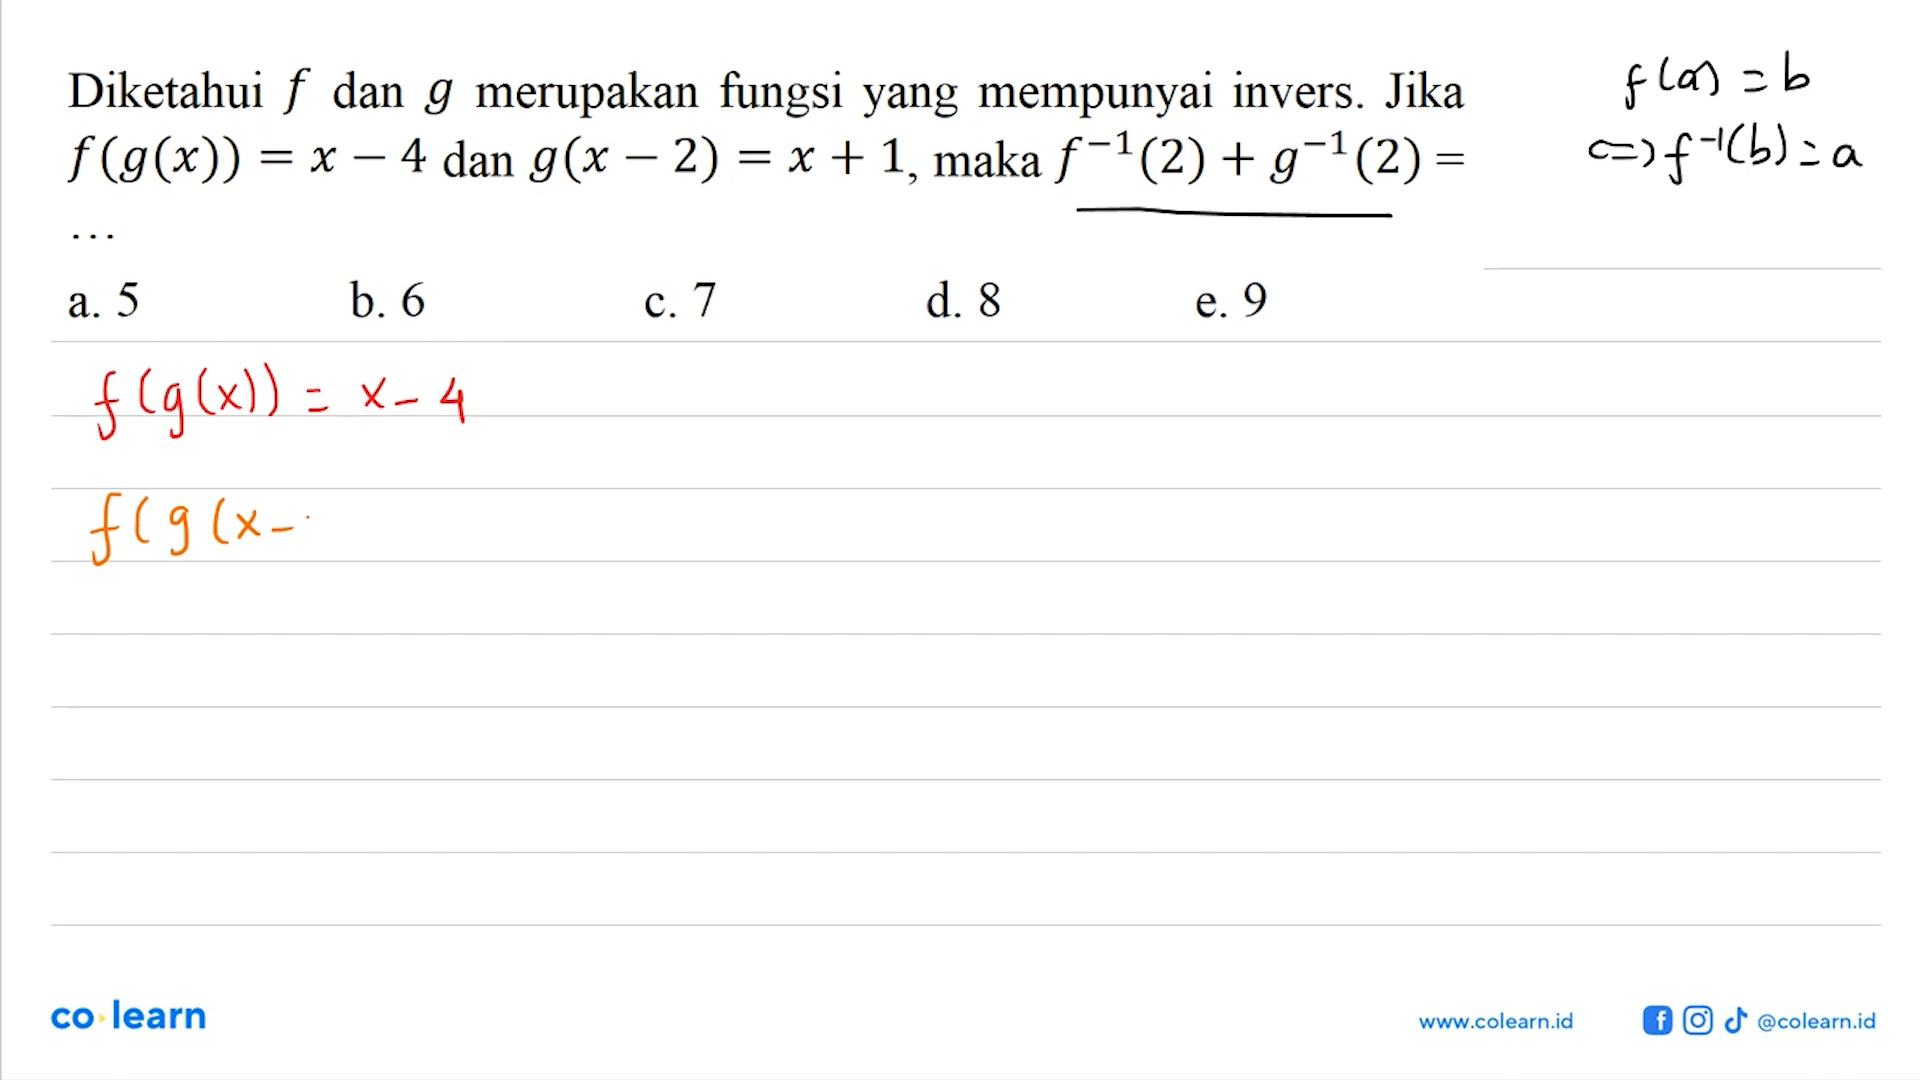 Diketahui f dan g merupakan fungsi yang mempunyai invers. Jika
f(g(x)) = x − 4 dan g(x − 2) = x + 1, maka f⁻¹(2) + g⁻¹(2) =
...
a. 5 b. 6 c. 7 d. 8 e. 9
f(a) = b
<=> f⁻¹(b) = a
f(g(x)) = x - 4
f(g(x -
co learn
www.colearn.id @colearn.id